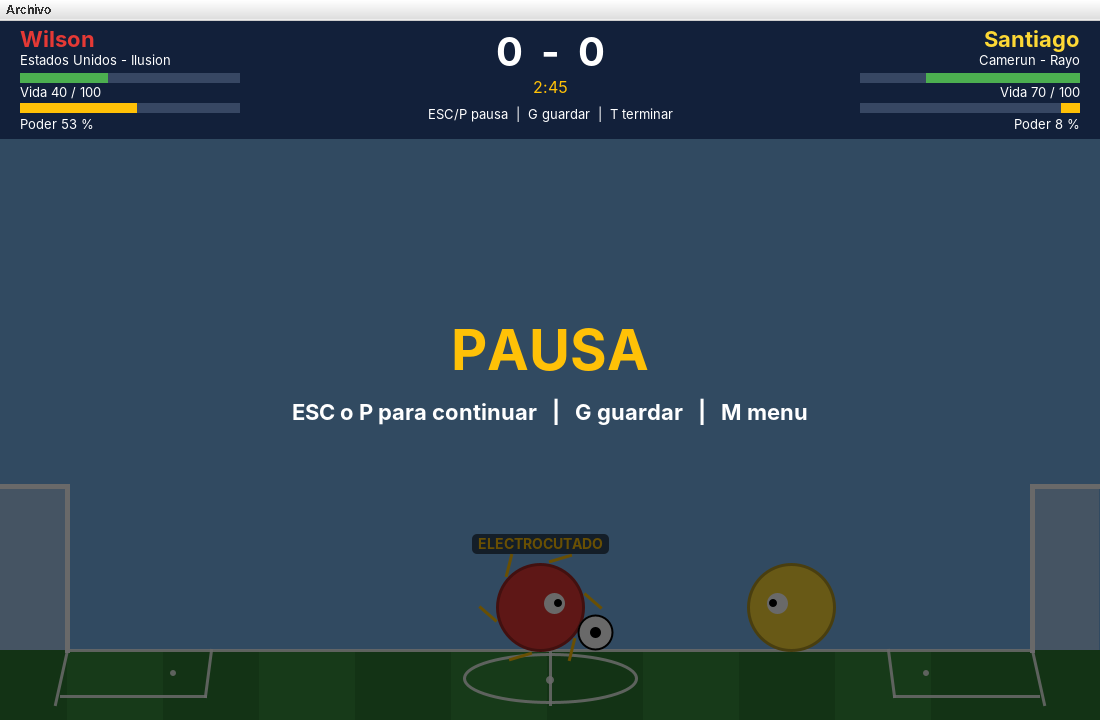 Archivo
Wilson
Estados Unidos - Ilusion
Vida 40 / 100
Poder 53 %
0 - 0
2:45
ESC/P pausa | G guardar | T terminar
Santiago
Camerun - Rayo
Vida 70 / 100
Poder 8 %
PAUSA
ESC o P para continuar | G guardar | M menu
ELECTROCUTADO